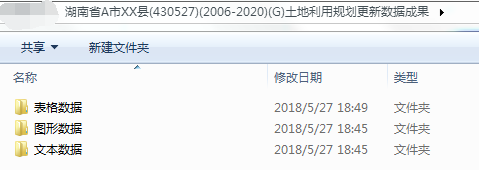 湖南省A市XX县(430527)(2006-2020)(G)土地利用规划更新数据成果
共享 新建文件夹
名称 修改日期 类型
表格数据 2018/5/27 18:49 文件夹
图形数据 2018/5/27 18:45 文件夹
文本数据 2018/5/27 18:45 文件夹